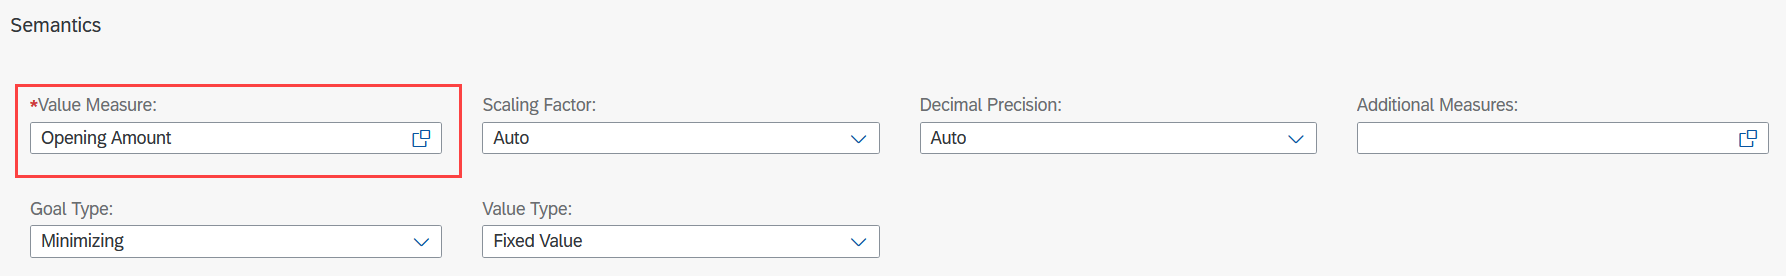 Semantics
*Value Measure:
Scaling Factor:
Decimal Precision:
Additional Measures:
Opening Amount
Auto
Auto
Goal Type:
Value Type:
Minimizing
Fixed Value